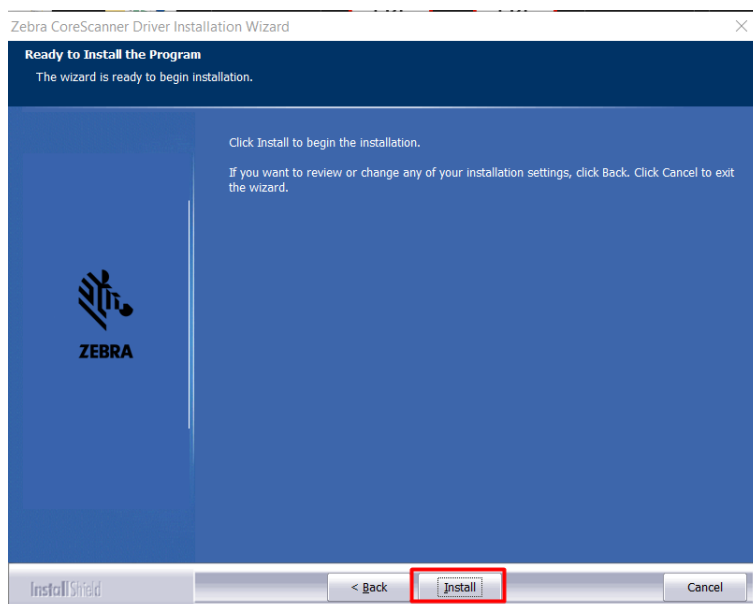 Zebra CoreScanner Driver Installation Wizard
Ready to Install the Program
The wizard is ready to begin installation.
Click Install to begin the installation.
If you want to review or change any of your installation settings, click Back. Click Cancel to exit
the wizard.
ZEBRA
InstallShield
< Back
Install
Cancel